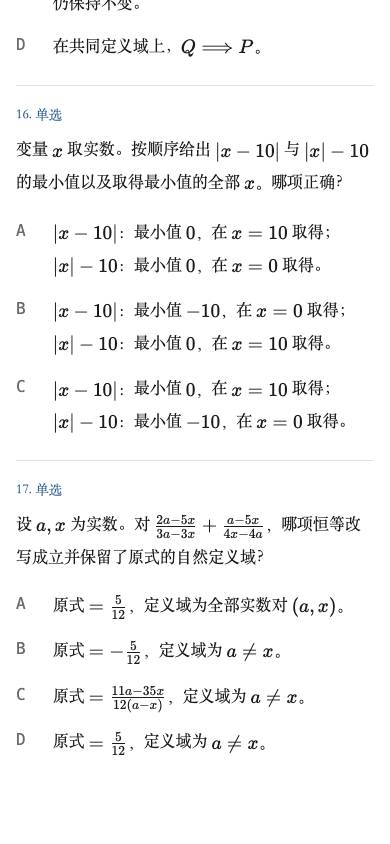 仍保持不变。
D 在共同定义域上，Q ⟹ P。
16. 单选
变量 x 取实数。按顺序给出 |x − 10| 与 |x| − 10
的最小值以及取得最小值的全部 x。哪项正确?
A |x − 10|：最小值 0，在 x = 10 取得；
|x| − 10：最小值 0，在 x = 0 取得。
B |x − 10|：最小值 −10，在 x = 0 取得；
|x| − 10：最小值 0，在 x = 10 取得。
C |x − 10|：最小值 0，在 x = 10 取得；
|x| − 10：最小值 −10，在 x = 0 取得。
17. 单选
设 a, x 为实数。对 \frac{2a−5x}{3a−3x} + \frac{a−5x}{4x−4a}，哪项恒等改
写成立并保留了原式的自然定义域?
A 原式 = \frac{5}{12}，定义域为全部实数对 (a, x)。
B 原式 = −\frac{5}{12}，定义域为 a ≠ x。
C 原式 = \frac{11a−35x}{12(a−x)}，定义域为 a ≠ x。
D 原式 = \frac{5}{12}，定义域为 a ≠ x。